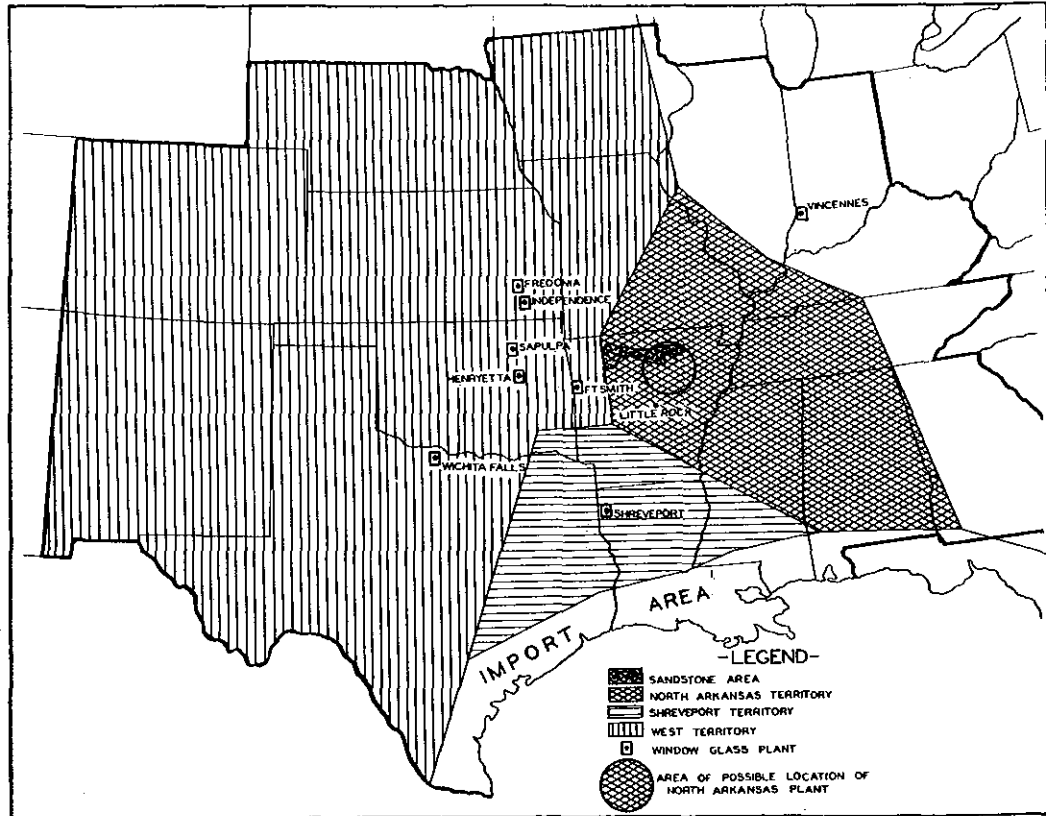 VINCENNES
FREDONIA
INDEPENDENCE
SAPULPA
HENRYETTA
FT SMITH
LITTLE ROCK
WICHITA FALLS
SHREVEPORT
IMPORT AREA
-LEGEND-
SANDSTONE AREA
NORTH ARKANSAS TERRITORY
SHREVEPORT TERRITORY
WEST TERRITORY
WINDOW GLASS PLANT
AREA OF POSSIBLE LOCATION OF
NORTH ARKANSAS PLANT